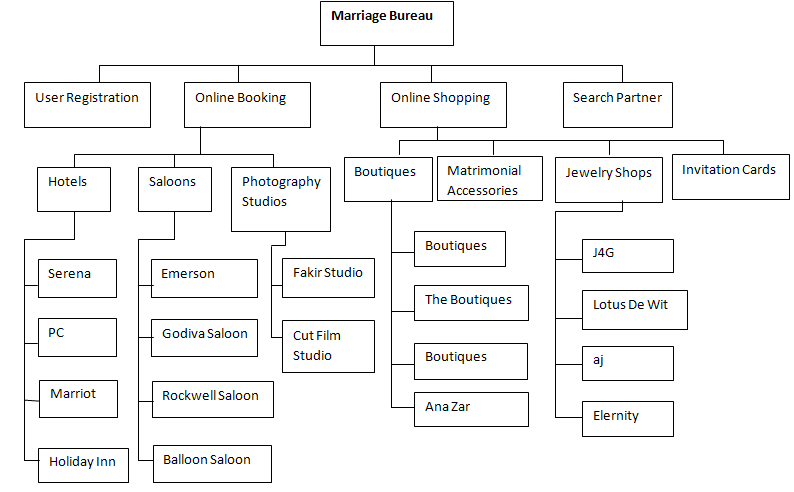 Marriage Bureau
User Registration
Online Booking
Online Shopping
Search Partner
Hotels
Saloons
Photography
Studios
Boutiques
Matrimonial
Accessories
Jewelry Shops
Invitation Cards
Serena
PC
Marriot
Holiday Inn
Emerson
Godiva Saloon
Rockwell Saloon
Balloon Saloon
Fakir Studio
Cut Film
Studio
Boutiques
The Boutiques
Boutiques
Ana Zar
J4G
Lotus De Wit
aj
Elernity